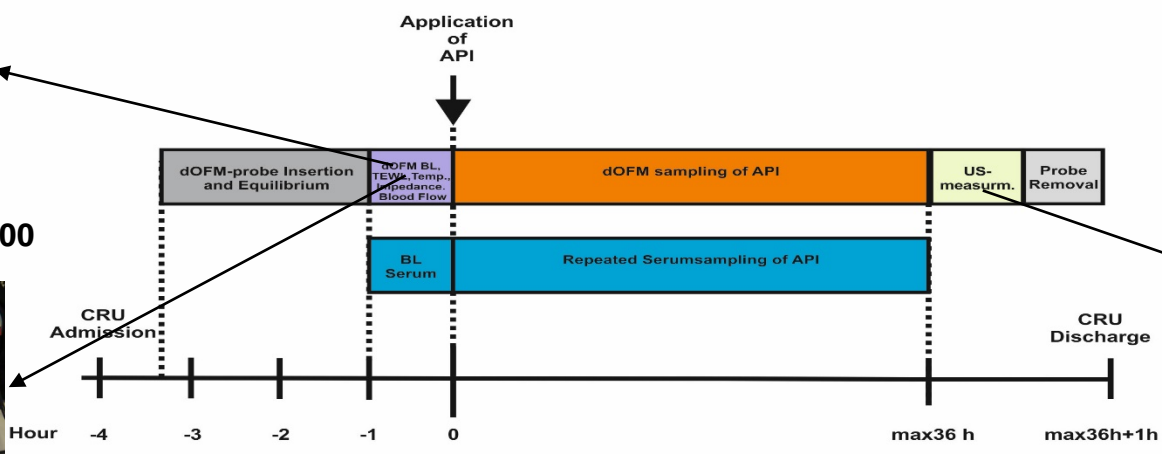 Application
of
API
dOFM-probe Insertion
and Equilibrium
dOFM BL,
TEWL,Temp.,
Impedance.
Blood Flow
dOFM sampling of API
US-
measurm.
Probe
Removal
00
BL
Serum
Repeated Serumsampling of API
CRU
Admission
CRU
Discharge
Hour -4 -3 -2 -1 0 max36 h max36h+1h